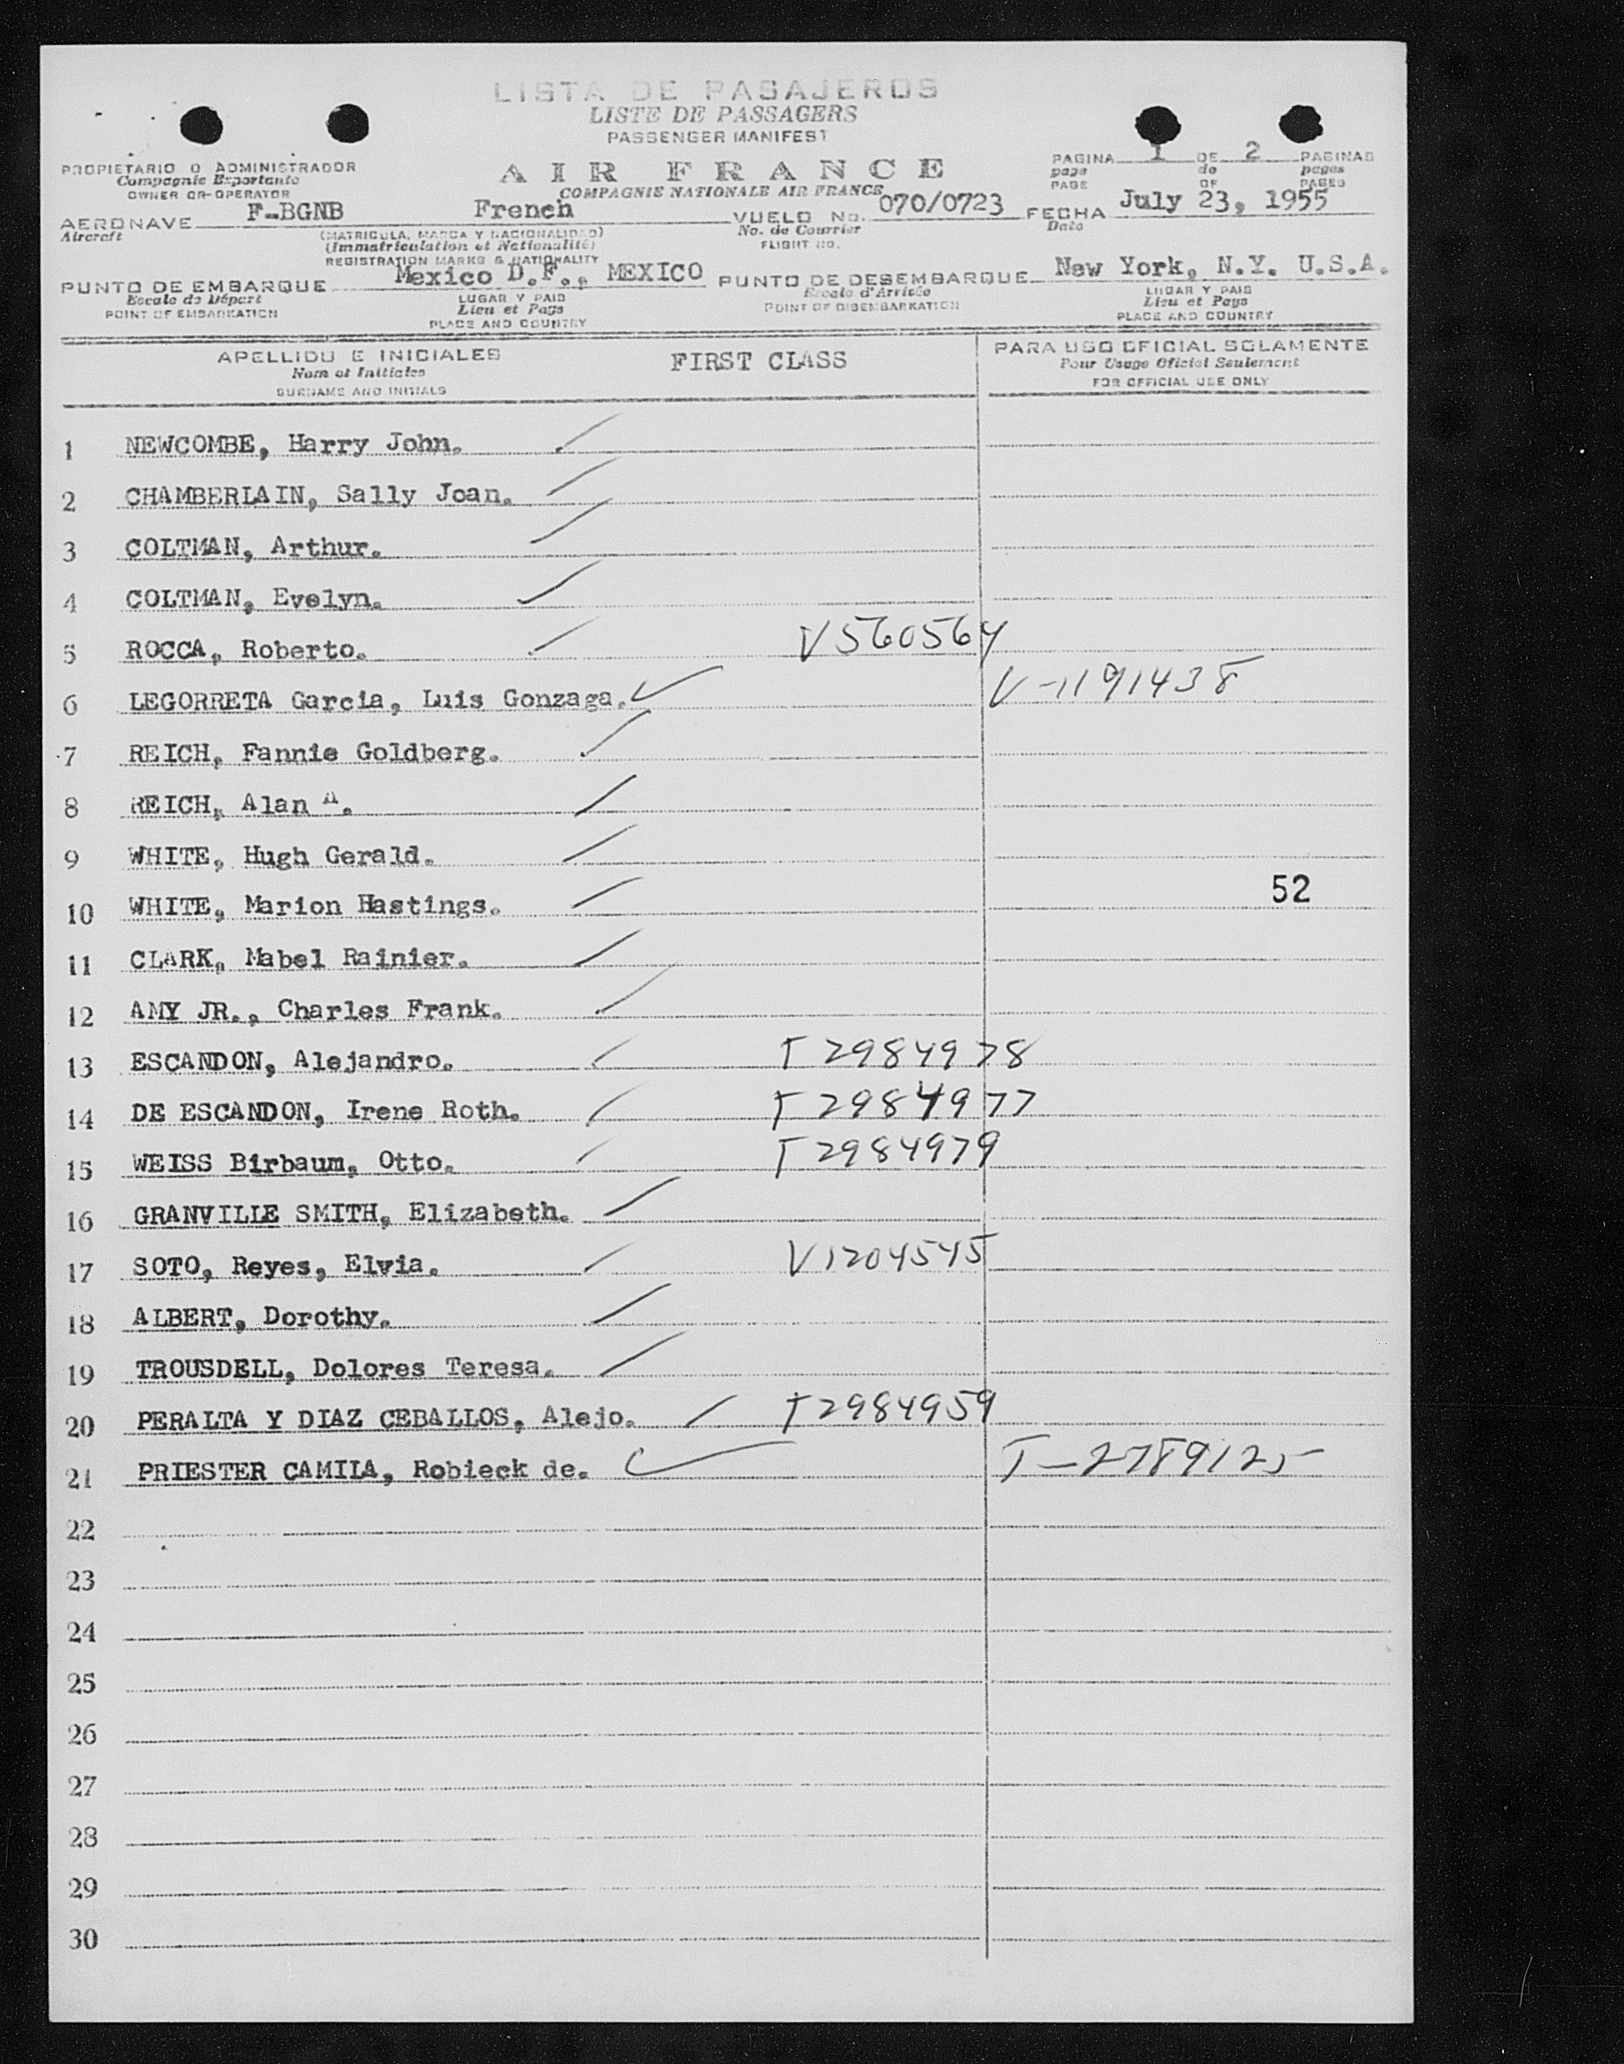 LISTA DE PASAJEROS
LISTE DE PASSAGERS
PASSENGER MANIFEST
AIR FRANCE
COMPAGNIE NATIONALE AIR FRANCE
PROPIETARIO O ADMINISTRADOR
Compagnie Exportante
OWNER OR OPERATOR
PAGINA 1 DE 2 PAGINAS
page de pages
PAGE OF PAGES
AERONAVE F-BGNB French VUELO No. 070/0723 FECHA July 23, 1955
Aircraft (MATRICULA, MARCA Y NACIONALIDAD) No. de Courrier Date
(Immatriculation et Nationalité) FLIGHT NO.
REGISTRATION MARKS & NATIONALITY
PUNTO DE EMBARQUE Mexico D.F., MEXICO PUNTO DE DESEMBARQUE New York, N.Y. U.S.A.
Escale de Départ LUGAR Y PAIS Escale d'Arrivée LUGAR Y PAIS
POINT OF EMBARKATION Lieu et Pays POINT OF DISEMBARKATION Lieu et Pays
PLACE AND COUNTRY PLACE AND COUNTRY
APELLIDO E INICIALES FIRST CLASS PARA USO OFICIAL SOLAMENTE
Nom et Initiales Pour Usage Oficiel Seulement
SURNAME AND INITIALS FOR OFFICIAL USE ONLY
1 NEWCOMBE, Harry John.
2 CHAMBERLAIN, Sally Joan.
3 COLTMAN, Arthur.
4 COLTMAN, Evelyn.
5 ROCCA, Roberto. V560564
6 LEGORRETA Garcia, Luis Gonzaga. V-1191438
7 REICH, Fannie Goldberg.
8 REICH, Alan A.
9 WHITE, Hugh Gerald.
10 WHITE, Marion Hastings. 52
11 CLARK, Mabel Rainier.
12 AMY JR., Charles Frank.
13 ESCANDON, Alejandro. T2984978
14 DE ESCANDON, Irene Roth. T2984977
15 WEISS Birbaum, Otto. T2984979
16 GRANVILLE SMITH, Elizabeth.
17 SOTO, Reyes, Elvia. V1204545
18 ALBERT, Dorothy.
19 TROUSDELL, Dolores Teresa.
20 PERALTA Y DIAZ CEBALLOS, Alejo. T2984959
21 PRIESTER CAMILA, Robieck de. T-2789125
22
23
24
25
26
27
28
29
30